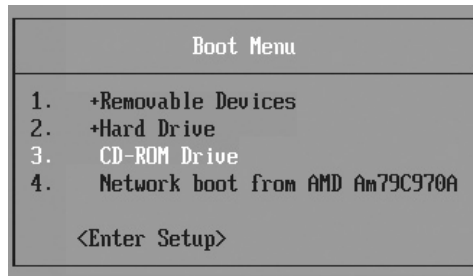 Boot Menu
1. +Removable Devices
2. +Hard Drive
3. CD-ROM Drive
4. Network boot from AMD Am79C970A
<Enter Setup>